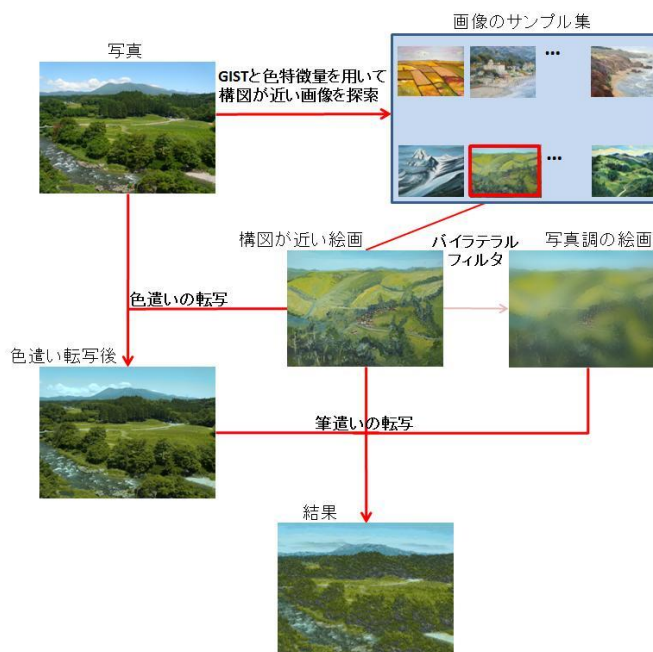 画像のサンプル集
写真
GISTと色特徴量を用いて
構図が近い画像を探索
…
…
構図が近い絵画
バイラテラル
フィルタ
写真調の絵画
色遣いの転写
色遣い転写後
筆遣いの転写
結果